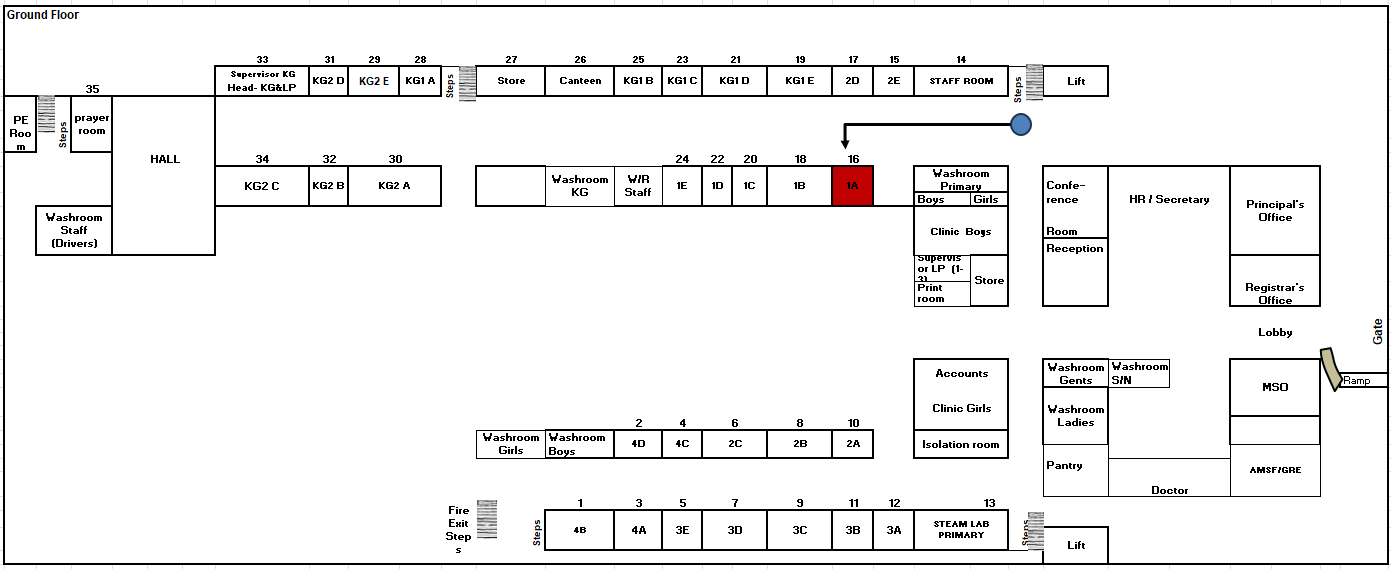 Ground Floor
33 31 29 28 27 26 25 23 21 19 17 15 14
Supervisor KG
Head- KG&LP
KG2 D
KG2 E
KG1 A
Steps
Store
Canteen
KG1 B
KG1 C
KG1 D
KG1 E
2D
2E
STAFF ROOM
Steps
Lift
35
PE
Roo
m
Steps
prayer
room
HALL
34 32 30 24 22 20 18 16
KG2 C
KG2 B
KG2 A
Washroom
KG
W/R
Staff
1E
1D
1C
1B
1A
Washroom
Primary
Boys
Girls
Clinic Boys
Supervis
or LP (1-
3)
Print
room
Store
Confe-
rence
Room
Reception
HR / Secretary
Principal's
Office
Registrar's
Office
Washroom
Staff
(Drivers)
Lobby
Gate
Ramp
Accounts
Clinic Girls
Isolation room
Washroom
Gents
Washroom
S/N
Washroom
Ladies
Pantry
Doctor
MSO
AMSF/GRE
2 4 6 8 10
Washroom
Girls
Washroom
Boys
4D
4C
2C
2B
2A
1 3 5 7 9 11 12 13
Fire
Exit
Step
s
Steps
4B
4A
3E
3D
3C
3B
3A
STEAM LAB
PRIMARY
Steps
Lift